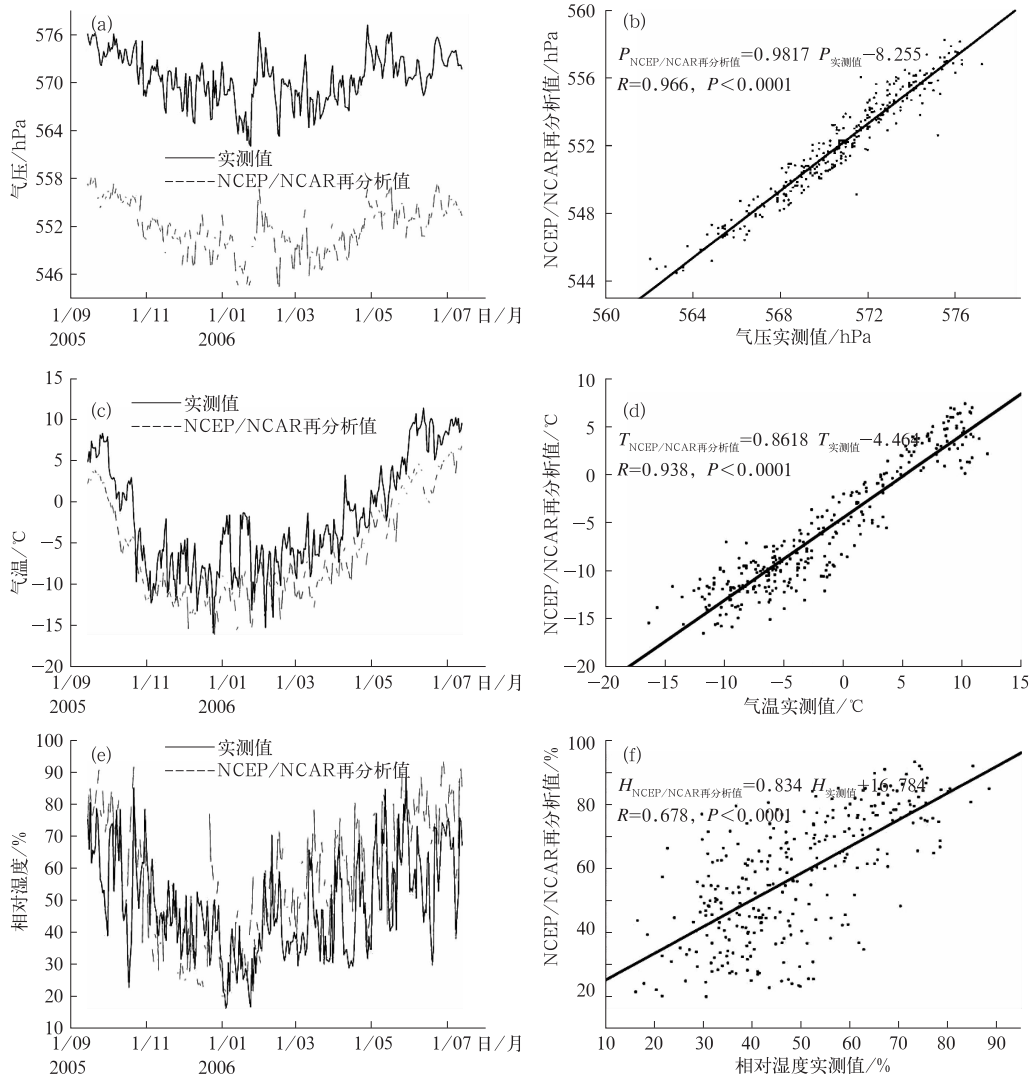 (a)
576
570
564
558
552
546
气压/hPa
实测值
NCEP/NCAR再分析值
1/09 1/11 1/01 1/03 1/05 1/07 日/月
2005 2006
(b)
560
556
552
548
544
NCEP/NCAR再分析值/hPa
PNCEP/NCAR再分析值=0.9817 P实测值−8.255
R=0.966, P<0.0001
560 564 568 572 576
气压实测值/hPa
(c)
15
10
5
0
−5
−10
−15
−20
气温/℃
实测值
NCEP/NCAR再分析值
1/09 1/11 1/01 1/03 1/05 1/07 日/月
2005 2006
(d)
10
5
0
−5
−10
−15
−20
NCEP/NCAR再分析值/℃
TNCEP/NCAR再分析值=0.8618 T实测值−4.464
R=0.938, P<0.0001
−20 −15 −10 −5 0 5 10 15
气温实测值/℃
(e)
100
90
80
70
60
50
40
30
20
10
相对湿度/%
实测值
NCEP/NCAR再分析值
1/09 1/11 1/01 1/03 1/05 1/07 日/月
2005 2006
(f)
100
80
60
40
20
NCEP/NCAR再分析值/%
HNCEP/NCAR再分析值=0.834 H实测值+16.784
R=0.678, P<0.0001
10 20 30 40 50 60 70 80 90
相对湿度实测值/%